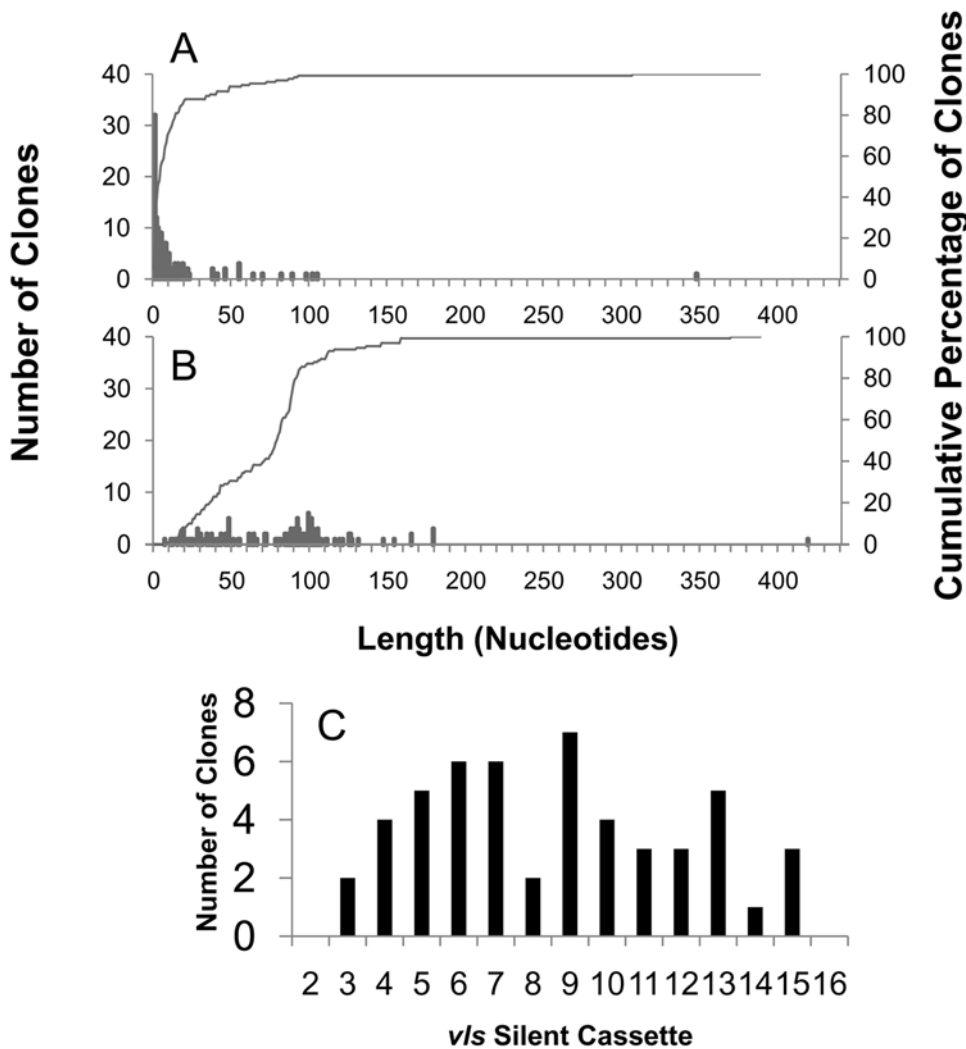 A
40
30
20
10
0
100
80
60
40
20
0
0 50 100 150 200 250 300 350 400
B
40
30
20
10
0
100
80
60
40
20
0
0 50 100 150 200 250 300 350 400
Number of Clones
Cumulative Percentage of Clones
Length (Nucleotides)
C
8
6
4
2
0
Number of Clones
2 3 4 5 6 7 8 9 10 11 12 13 14 15 16
vls Silent Cassette